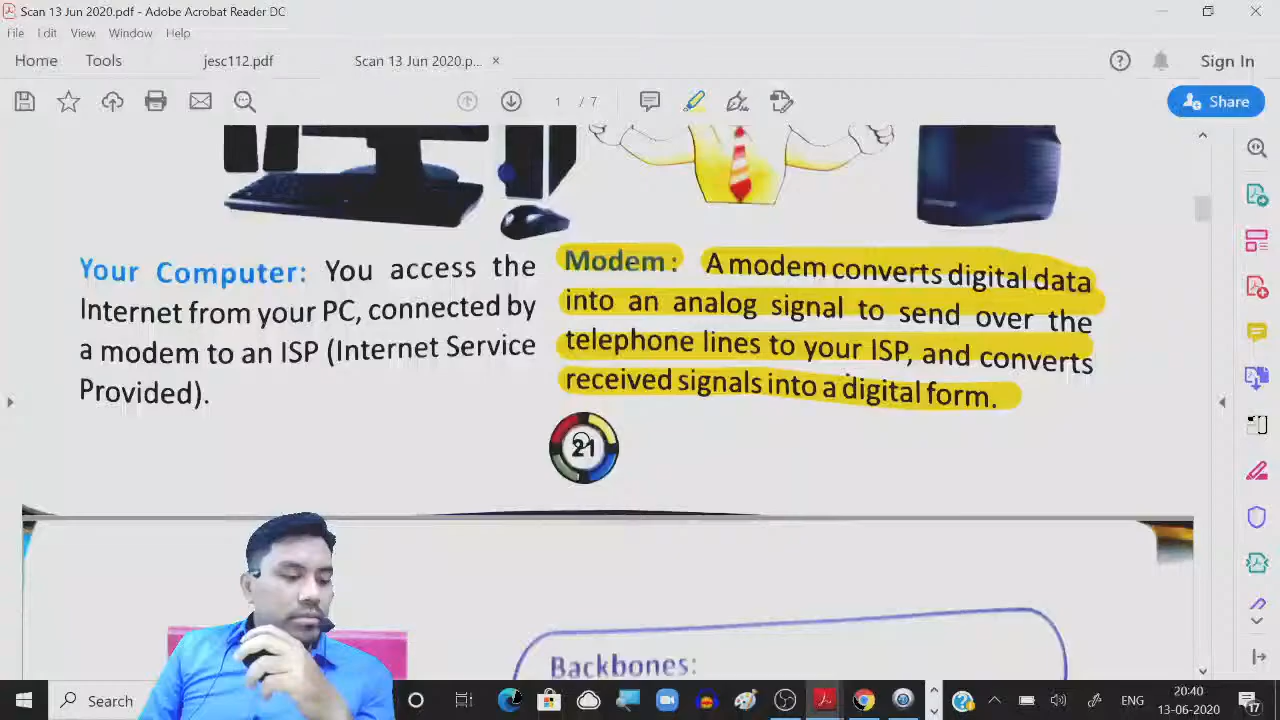 Scan 13 Jun 2020.pdf - Adobe Acrobat Reader DC
File Edit View Window Help
Home Tools jesc112.pdf Scan 13 Jun 2020.p... × Sign In
1 / 7 Share
Your Computer: You access the
Internet from your PC, connected by
a modem to an ISP (Internet Service
Provided).
Modem: A modem converts digital data
into an analog signal to send over the
telephone lines to your ISP, and converts
received signals into a digital form.
21
Backbones:
Search
ENG
20:40
13-06-2020
17